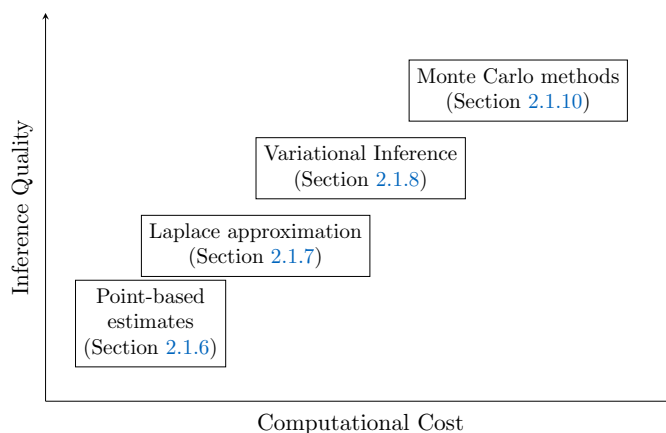 Monte Carlo methods
(Section 2.1.10)
Variational Inference
(Section 2.1.8)
Laplace approximation
(Section 2.1.7)
Point-based
estimates
(Section 2.1.6)
Inference Quality
Computational Cost